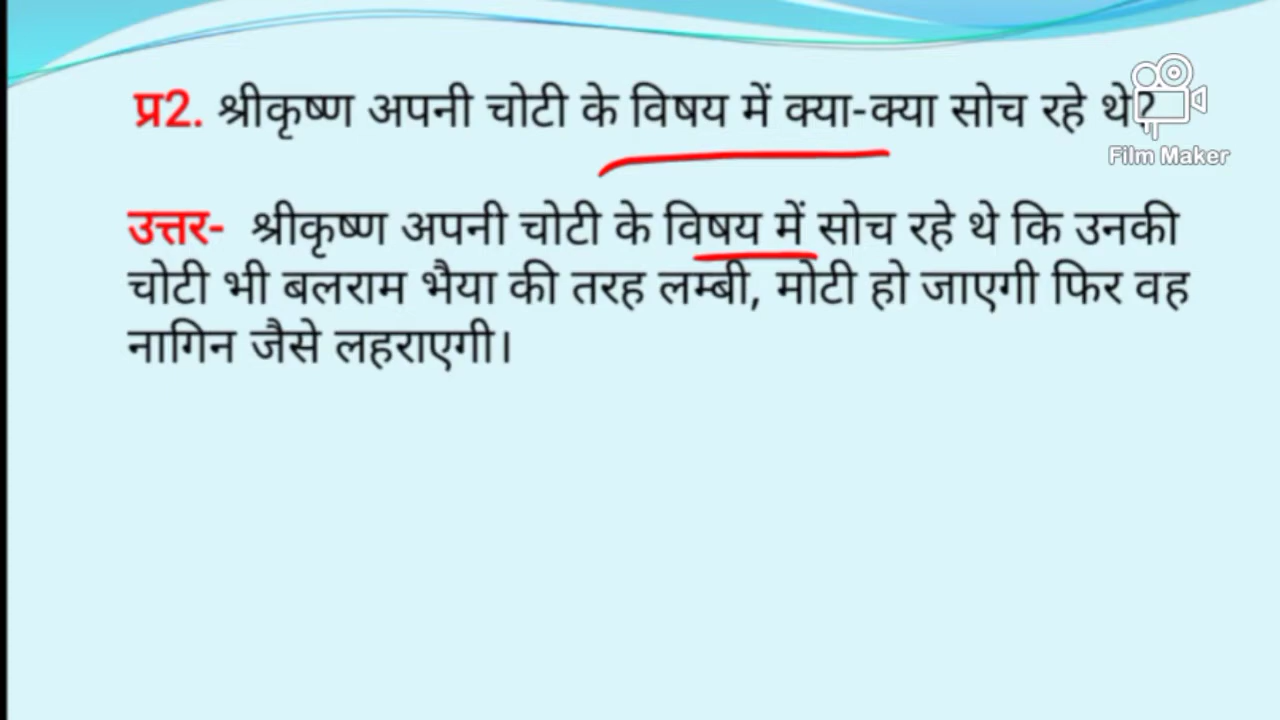 प्र2. श्रीकृष्ण अपनी चोटी के विषय में क्या-क्या सोच रहे थे?
Film Maker
उत्तर- श्रीकृष्ण अपनी चोटी के विषय में सोच रहे थे कि उनकी
चोटी भी बलराम भैया की तरह लम्बी, मोटी हो जाएगी फिर वह
नागिन जैसे लहराएगी।